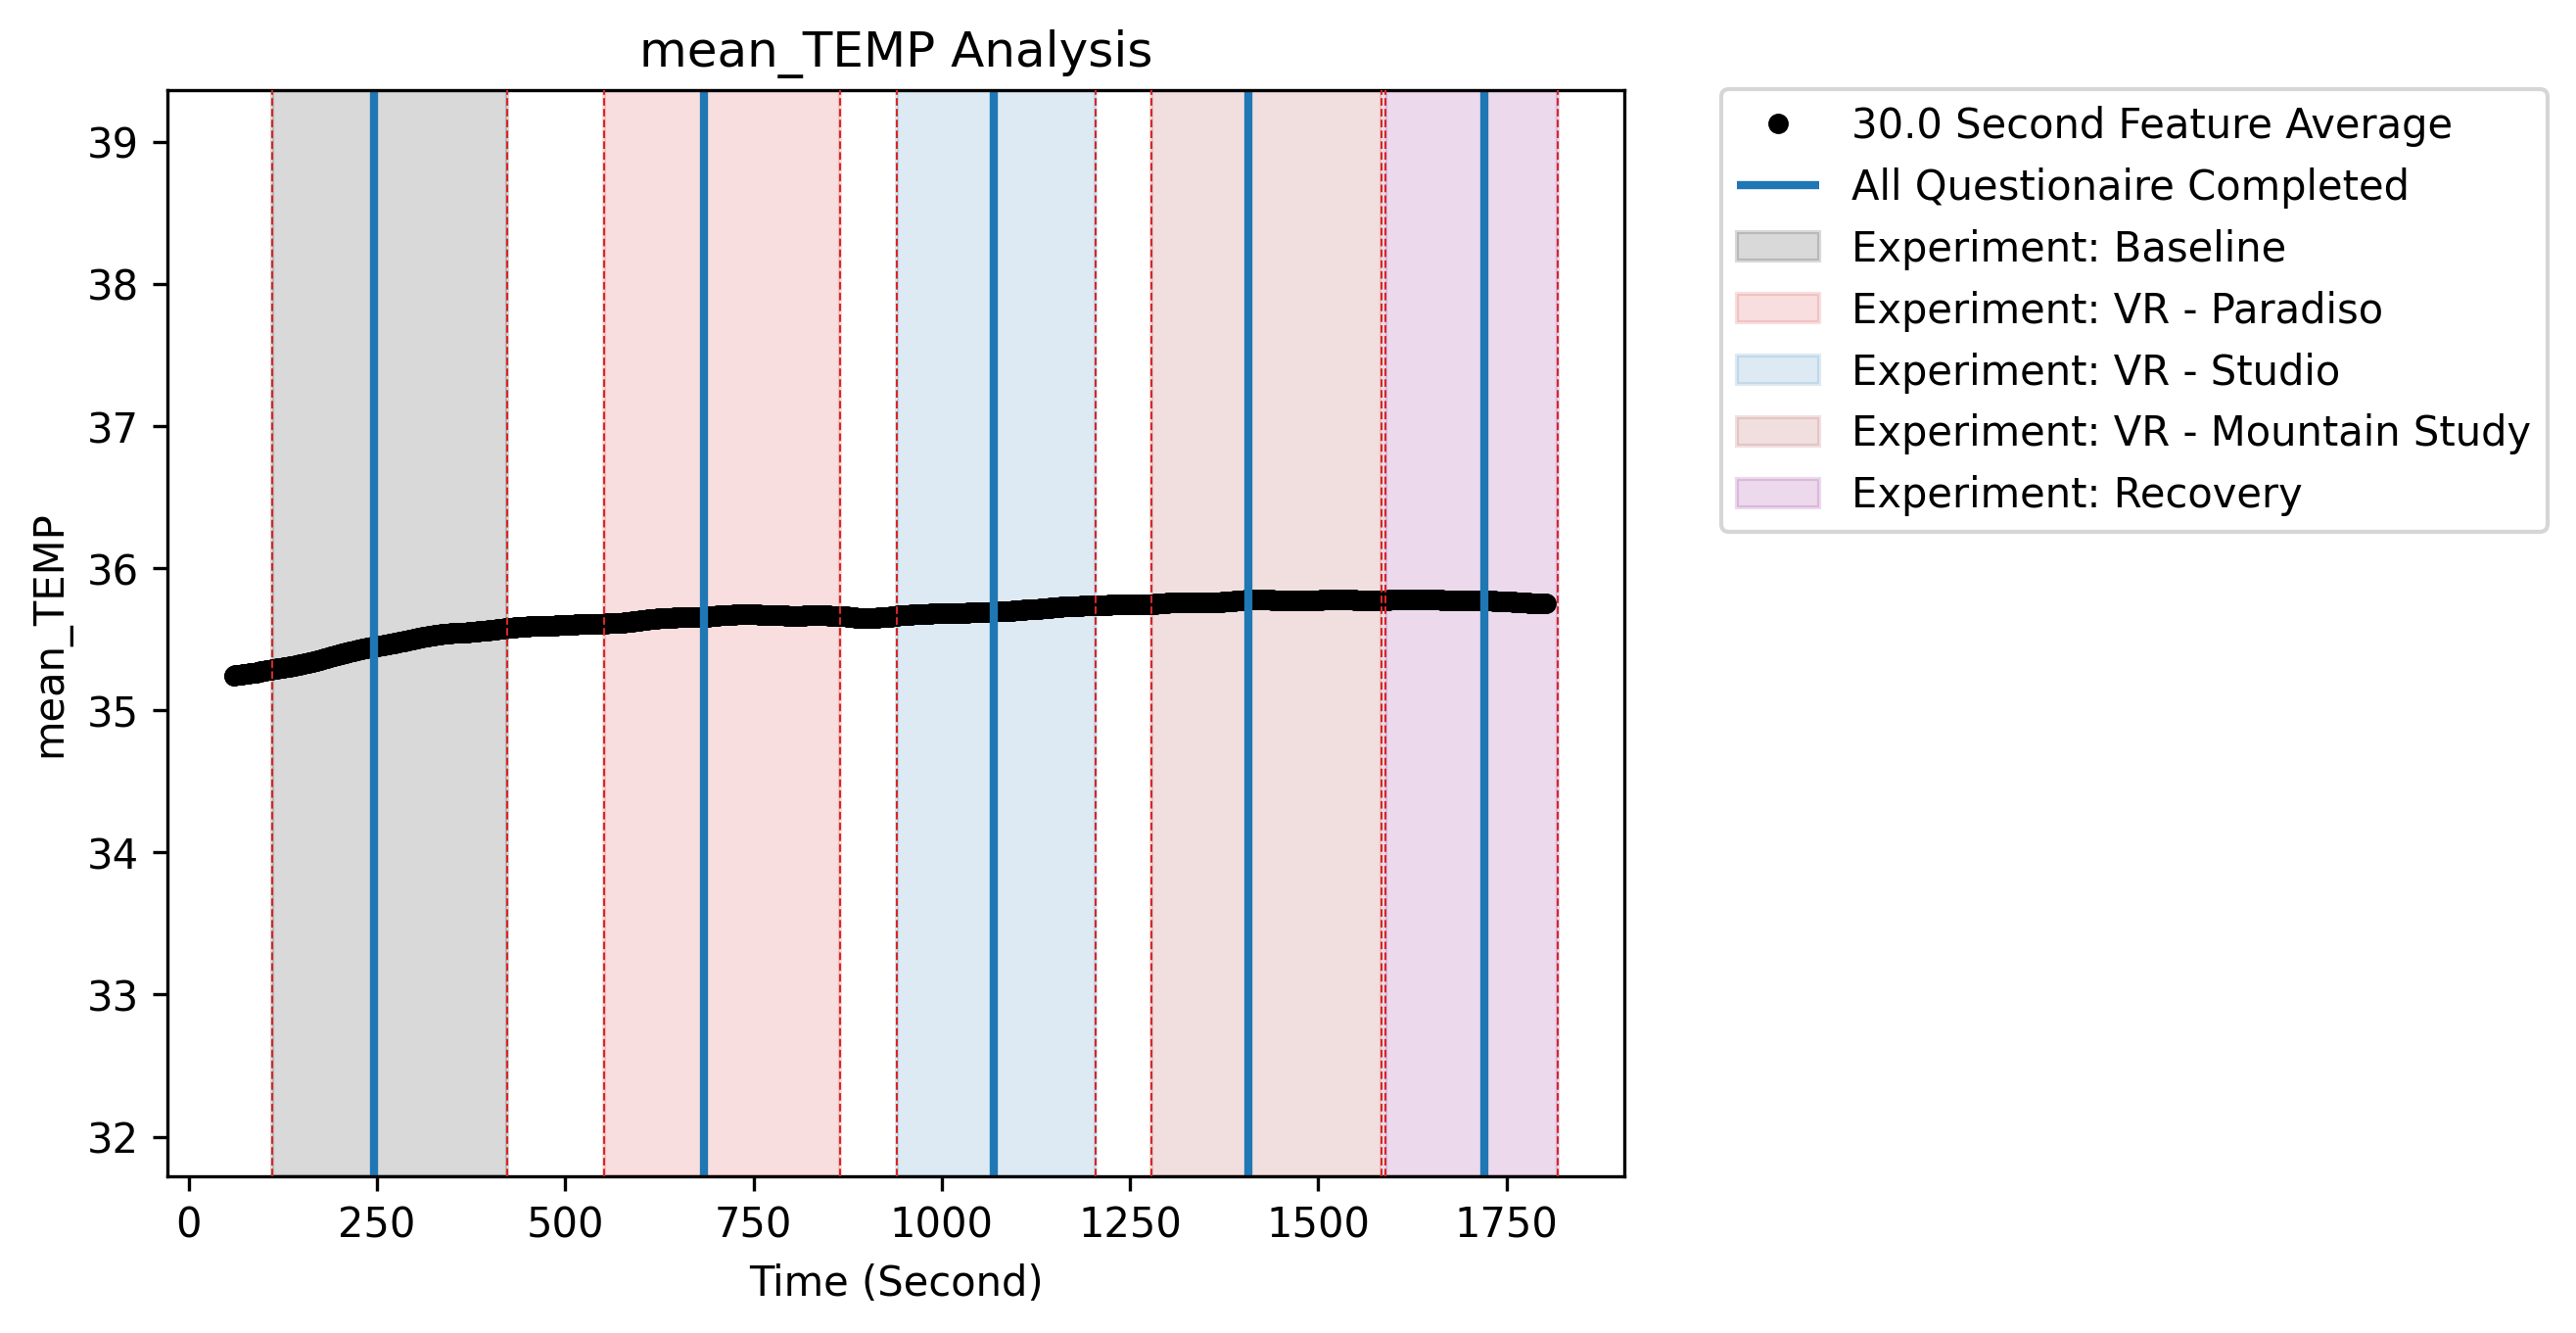 mean_TEMP Analysis
39
38
37
36
35
34
33
32
mean_TEMP
0 250 500 750 1000 1250 1500 1750
Time (Second)
30.0 Second Feature Average
All Questionaire Completed
Experiment: Baseline
Experiment: VR - Paradiso
Experiment: VR - Studio
Experiment: VR - Mountain Study
Experiment: Recovery